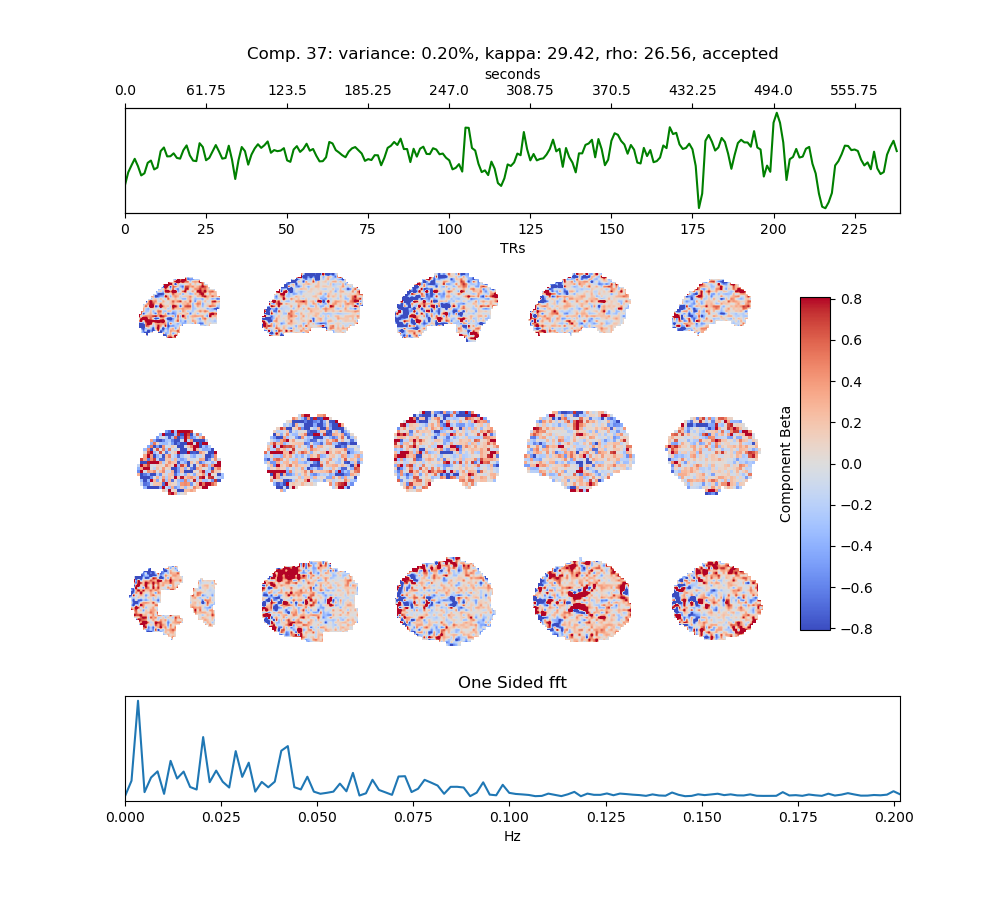 Comp. 37: variance: 0.20%, kappa: 29.42, rho: 26.56, accepted
seconds
0.0 61.75 123.5 185.25 247.0 308.75 370.5 432.25 494.0 555.75
0 25 50 75 100 125 150 175 200 225
TRs
0.8
0.6
0.4
0.2
0.0
−0.2
−0.4
−0.6
−0.8
Component Beta
One Sided fft
0.000 0.025 0.050 0.075 0.100 0.125 0.150 0.175 0.200
Hz